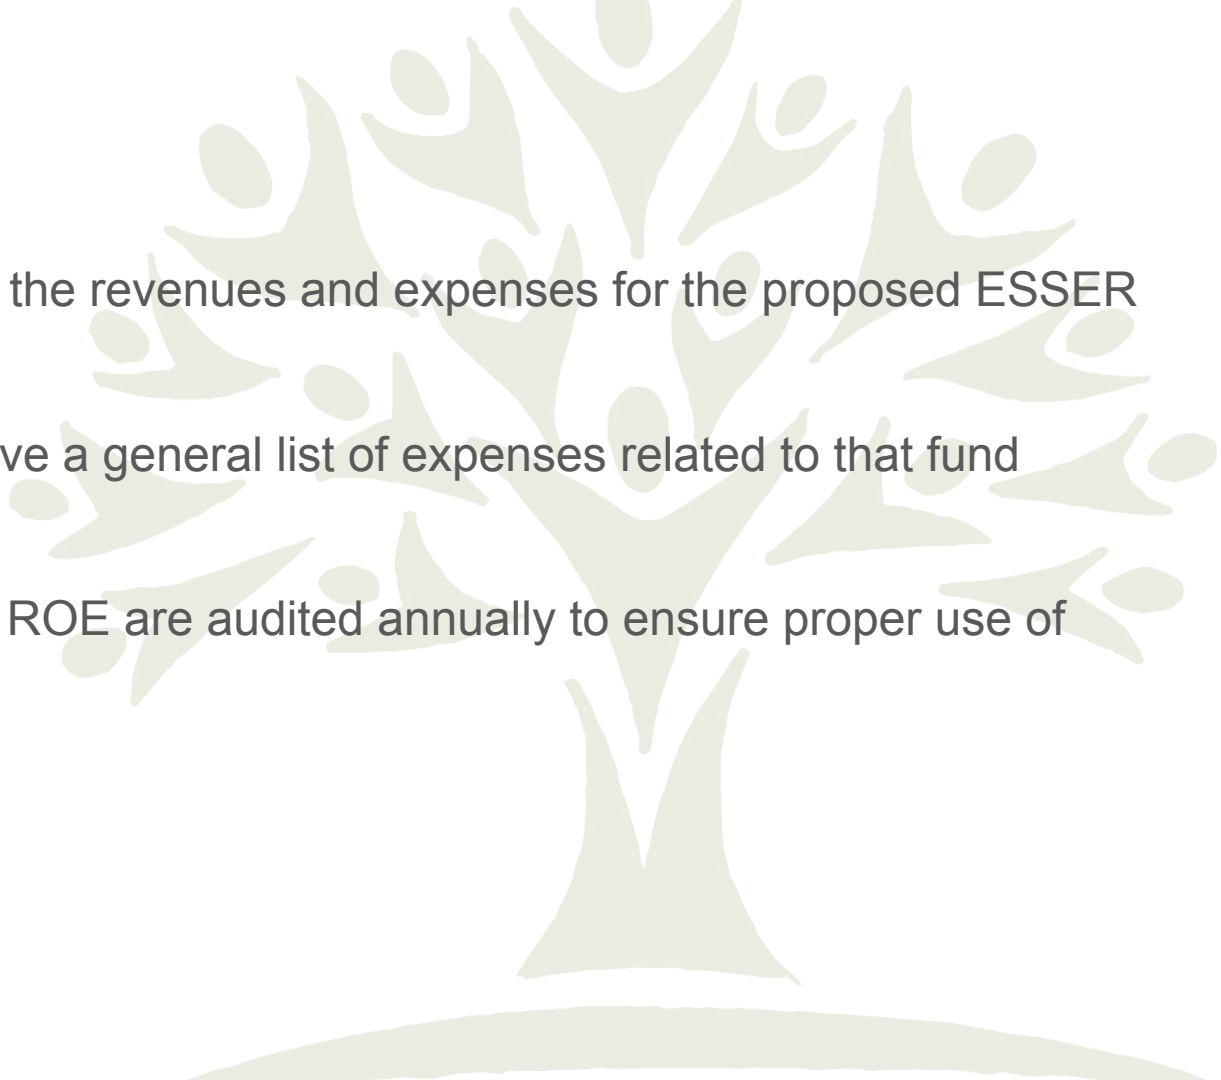 the revenues and expenses for the proposed ESSER
ve a general list of expenses related to that fund
ROE are audited annually to ensure proper use of